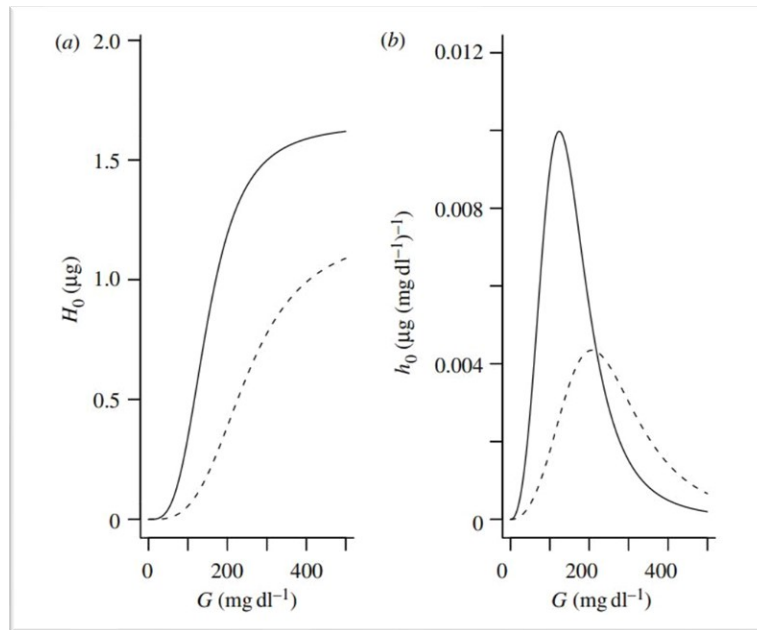 (a)
2.0
1.5
1.0
0.5
0
H₀ (μg)
0 200 400
G (mg dl⁻¹)
(b)
0.012
0.008
0.004
0
h₀ (μg (mg dl⁻¹)⁻¹)
0 200 400
G (mg dl⁻¹)